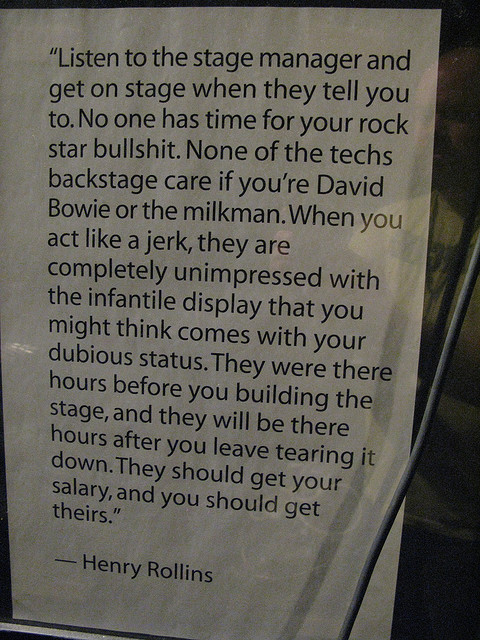 “Listen to the stage manager and
get on stage when they tell you
to. No one has time for your rock
star bullshit. None of the techs
backstage care if you’re David
Bowie or the milkman. When you
act like a jerk, they are
completely unimpressed with
the infantile display that you
might think comes with your
dubious status. They were there
hours before you building the
stage, and they will be there
hours after you leave tearing it
down. They should get your
salary, and you should get
theirs.”
— Henry Rollins